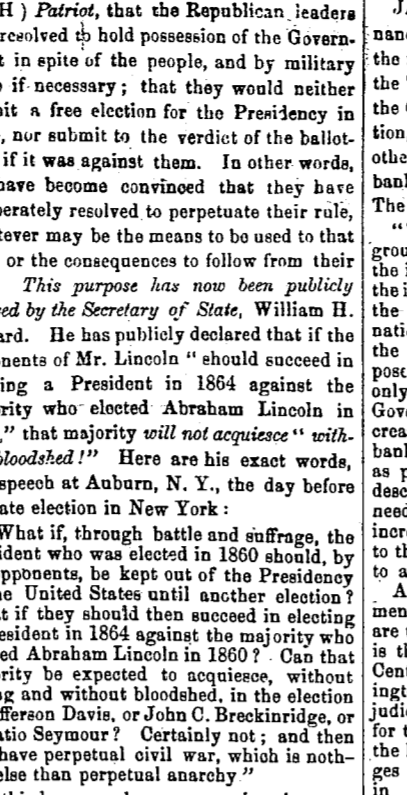 H ) Patriot, that the Republican leaders
resolved to hold possession of the Govern-
t in spite of the people, and by military
if necessary; that they would neither
nit a free election for the Presidency in
, nor submit to the verdict of the ballot-
if it was against them. In other words,
have become convinced that they have
berately resolved to perpetuate their rule,
tever may be the means to be used to that
or the consequences to follow from their
This purpose has now been publicly
ed by the Secretary of State, William H.
ard. He has publicly declared that if the
nents of Mr. Lincoln "should succeed in
ing a President in 1864 against the
rity who elected Abraham Lincoln in
," that majority will not acquiesce "with-
bloodshed!" Here are his exact words,
speech at Auburn, N. Y., the day before
ate election in New York:
What if, through battle and suffrage, the
ident who was elected in 1860 should, by
pponents, be kept out of the Presidency
he United States until another election?
t if they should then succeed in electing
esident in 1864 against the majority who
ed Abraham Lincoln in 1860? Can that
rity be expected to acquiesce, without
g and without bloodshed, in the election
fferson Davis, or John C. Breckinridge, or
atio Seymour? Certainly not; and then
have perpetual civil war, which is noth-
else than perpetual anarchy"
J.
nan
the
the
the
tion
othe
ban
The
"
grou
the i
the i
the
nati
the
pose
only
Gov
crea
ban
as p
desc
need
incr
to th
to a
A
men
are
is th
Cent
ingt
judi
for t
the
ges
in